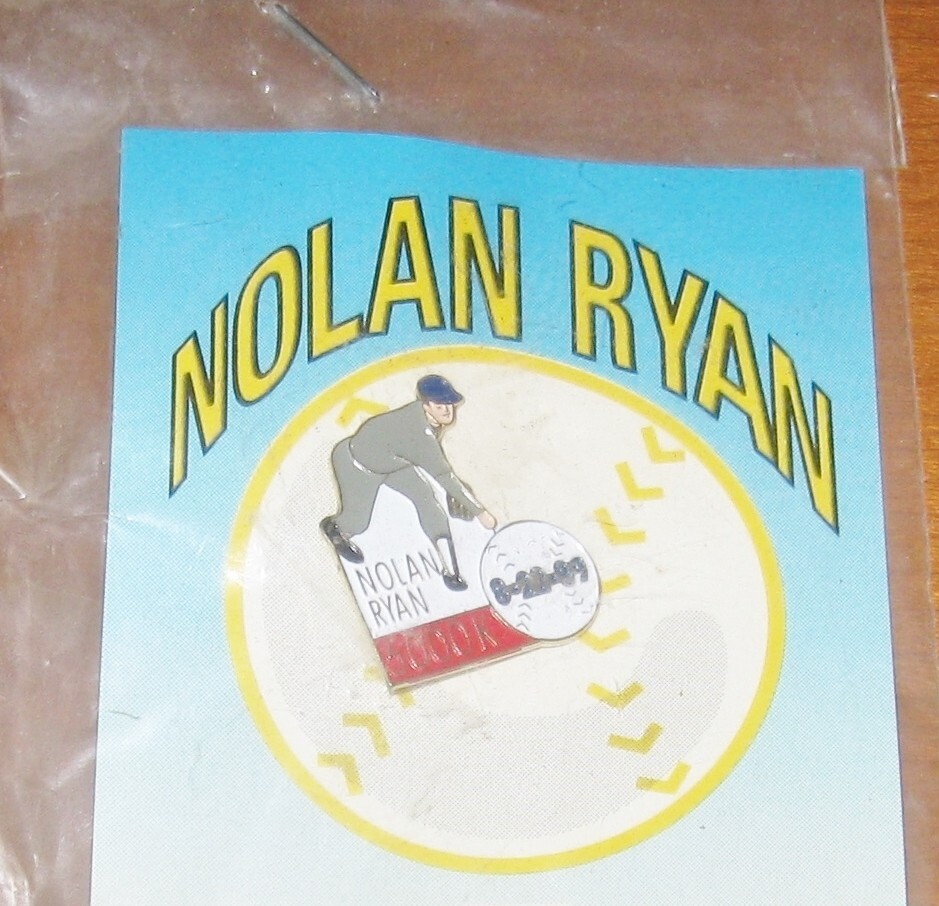 NOLAN RYAN
NOLAN
RYAN
8-22-89
5000K